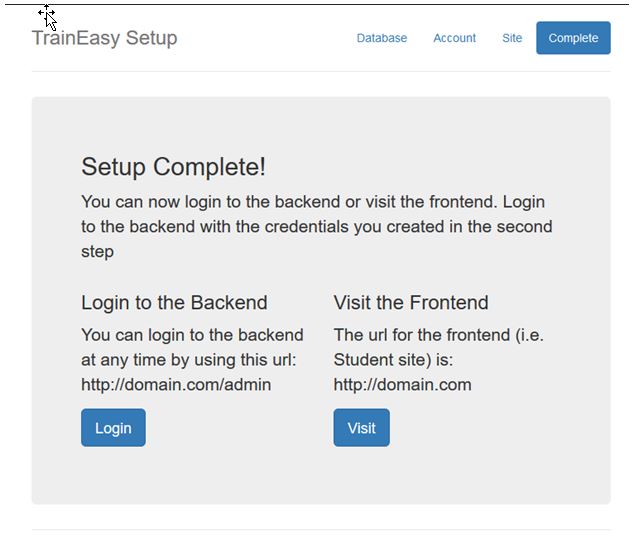 TrainEasy Setup
Database Account Site Complete
Setup Complete!
You can now login to the backend or visit the frontend. Login
to the backend with the credentials you created in the second
step
Login to the Backend
You can login to the backend
at any time by using this url:
http://domain.com/admin
Login
Visit the Frontend
The url for the frontend (i.e.
Student site) is:
http://domain.com
Visit